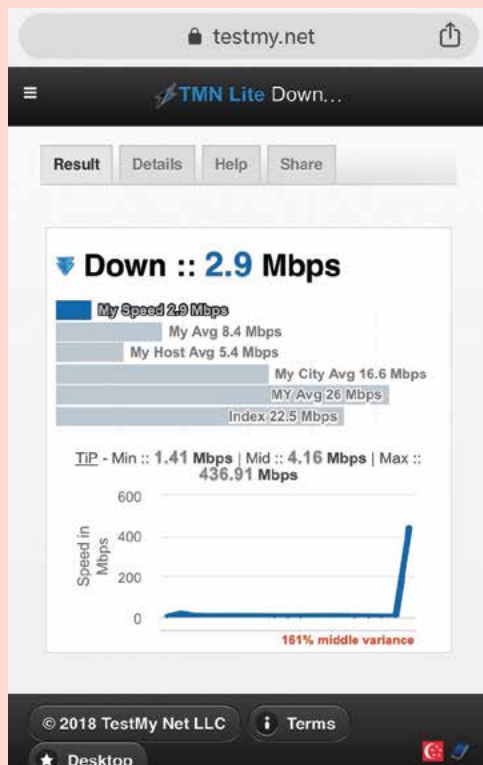 testmy.net
TMN Lite Down...
Result Details Help Share
Down :: 2.9 Mbps
My Speed 2.9 Mbps
My Avg 8.4 Mbps
My Host Avg 5.4 Mbps
My City Avg 16.6 Mbps
MY Avg 26 Mbps
Index 22.5 Mbps
TiP - Min :: 1.41 Mbps | Mid :: 4.16 Mbps | Max ::
436.91 Mbps
Speed in
Mbps
600
400
200
0
161% middle variance
© 2018 TestMy Net LLC
Terms
Desktop